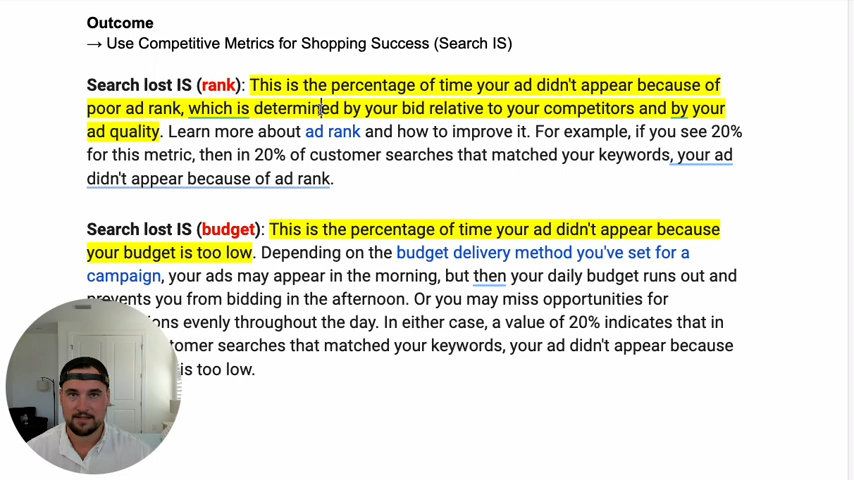 Outcome
→ Use Competitive Metrics for Shopping Success (Search IS)
Search lost IS (rank): This is the percentage of time your ad didn't appear because of
poor ad rank, which is determined by your bid relative to your competitors and by your
ad quality. Learn more about ad rank and how to improve it. For example, if you see 20%
for this metric, then in 20% of customer searches that matched your keywords, your ad
didn't appear because of ad rank.
Search lost IS (budget): This is the percentage of time your ad didn't appear because
your budget is too low. Depending on the budget delivery method you've set for a
campaign, your ads may appear in the morning, but then your daily budget runs out and
prevents you from bidding in the afternoon. Or you may miss opportunities for
ons evenly throughout the day. In either case, a value of 20% indicates that in
tomer searches that matched your keywords, your ad didn't appear because
is too low.